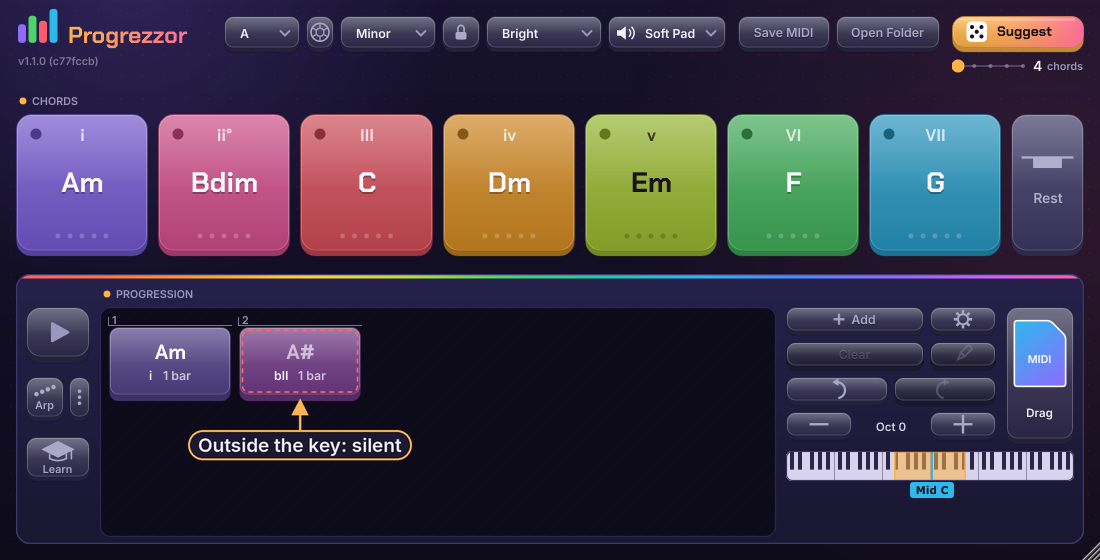 Progrezzor
v1.1.0 (c77fccb)
A
Minor
Bright
Soft Pad
Save MIDI
Open Folder
Suggest
4 chords
CHORDS
i
Am
ii°
Bdim
III
C
iv
Dm
v
Em
VI
F
VII
G
Rest
PROGRESSION
1
Am
i 1 bar
2
A#
bII 1 bar
Outside the key: silent
Arp
Learn
+ Add
Clear
Oct 0
Mid C
MIDI
Drag